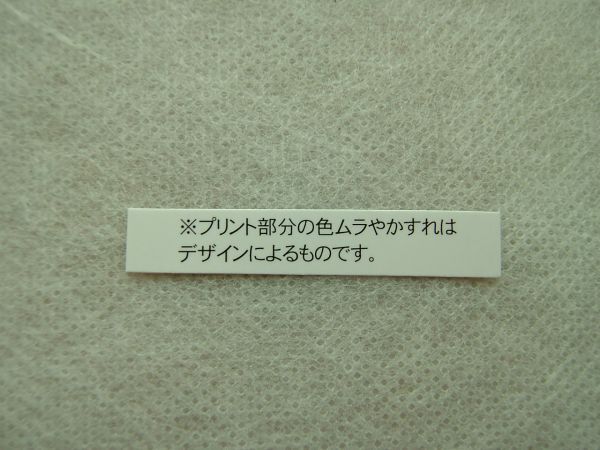 ※プリント部分の色ムラやかすれは
デザインによるものです。